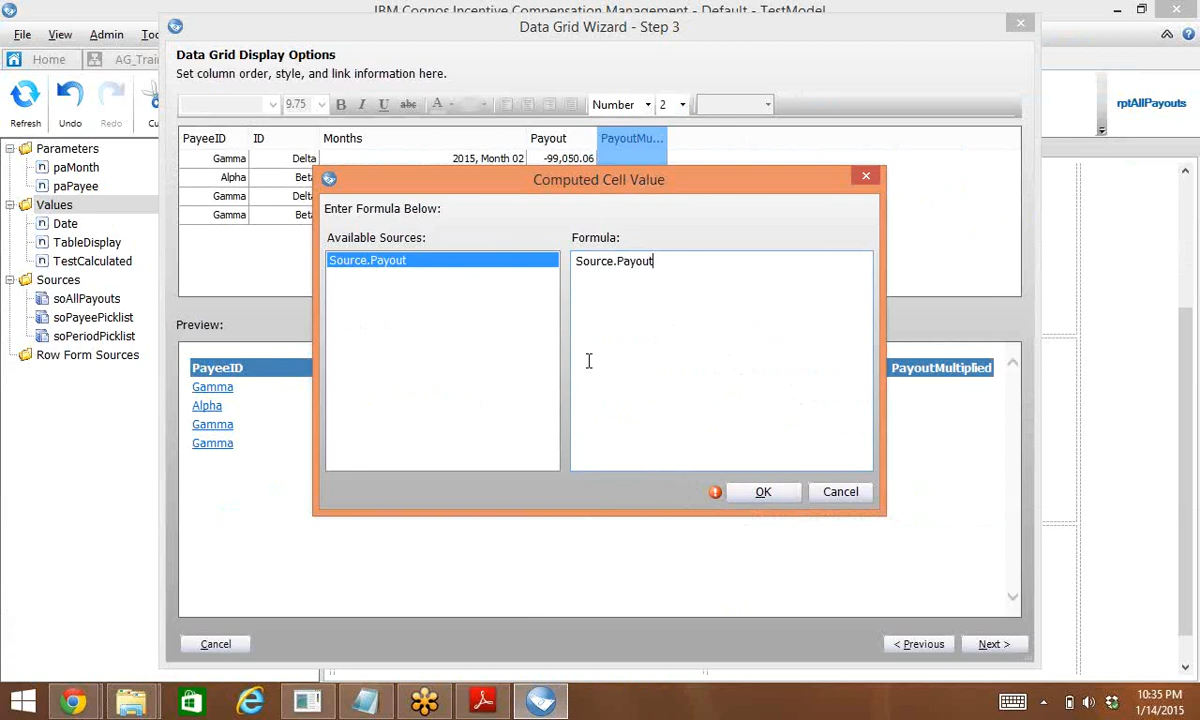 IBM Cognos Incentive Compensation Management - Default - TestModel
File View Admin
Data Grid Wizard - Step 3
Home AG_Trai
Data Grid Display Options
Set column order, style, and link information here.
Refresh Undo Redo
9.75 B I U abc A Number 2
rptAllPayouts
Parameters
paMonth
paPayee
Values
Date
TableDisplay
TestCalculated
Sources
soAllPayouts
soPayeePicklist
soPeriodPicklist
Row Form Sources
PayeeID ID Months Payout PayoutMu...
Gamma Delta 2015, Month 02 -99,050.06
Alpha Bet
Gamma Delt
Gamma Bet
Computed Cell Value
Enter Formula Below:
Available Sources: Formula:
Source.Payout Source.Payout
OK Cancel
Preview:
PayeeID PayoutMultiplied
Gamma
Alpha
Gamma
Gamma
Cancel < Previous Next >
10:35 PM
1/14/2015